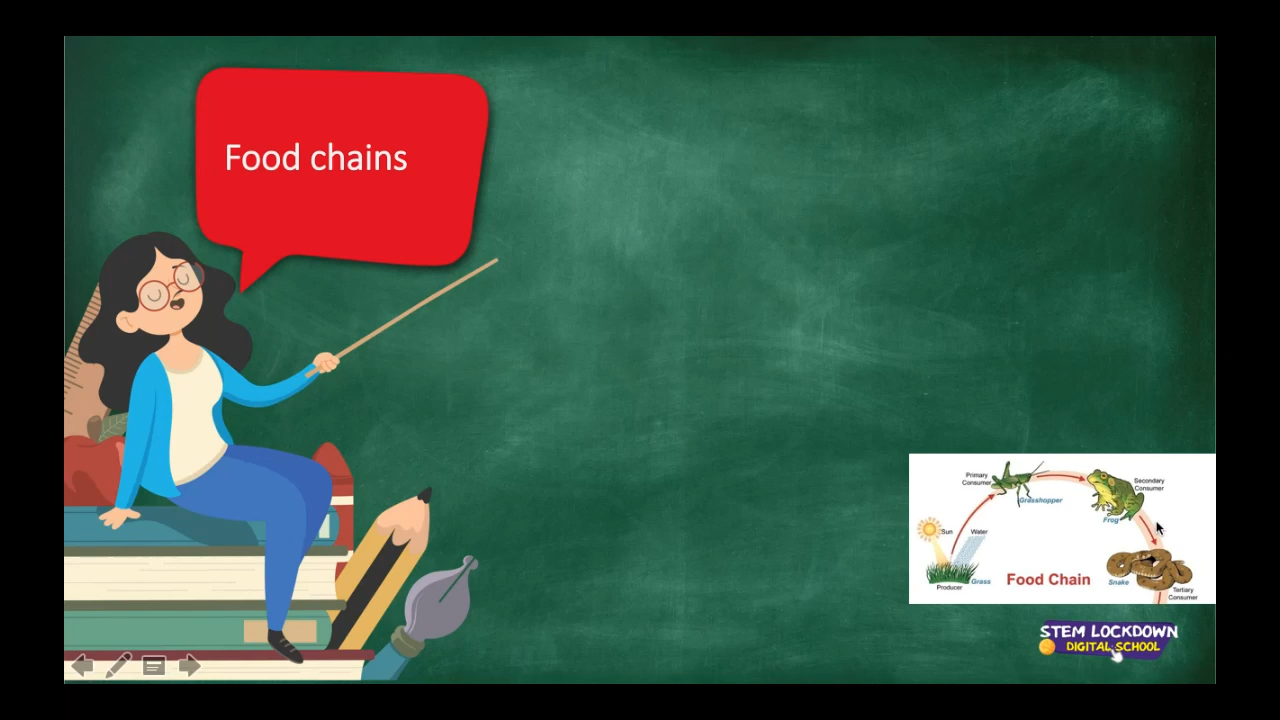 Food chains
Primary
Consumer
Grasshopper
Secondary
Consumer
Frog
Sun
Water
Grass
Producer
Food Chain
Snake
Tertiary
Consumer
STEM LOCKDOWN
DIGITAL SCHOOL